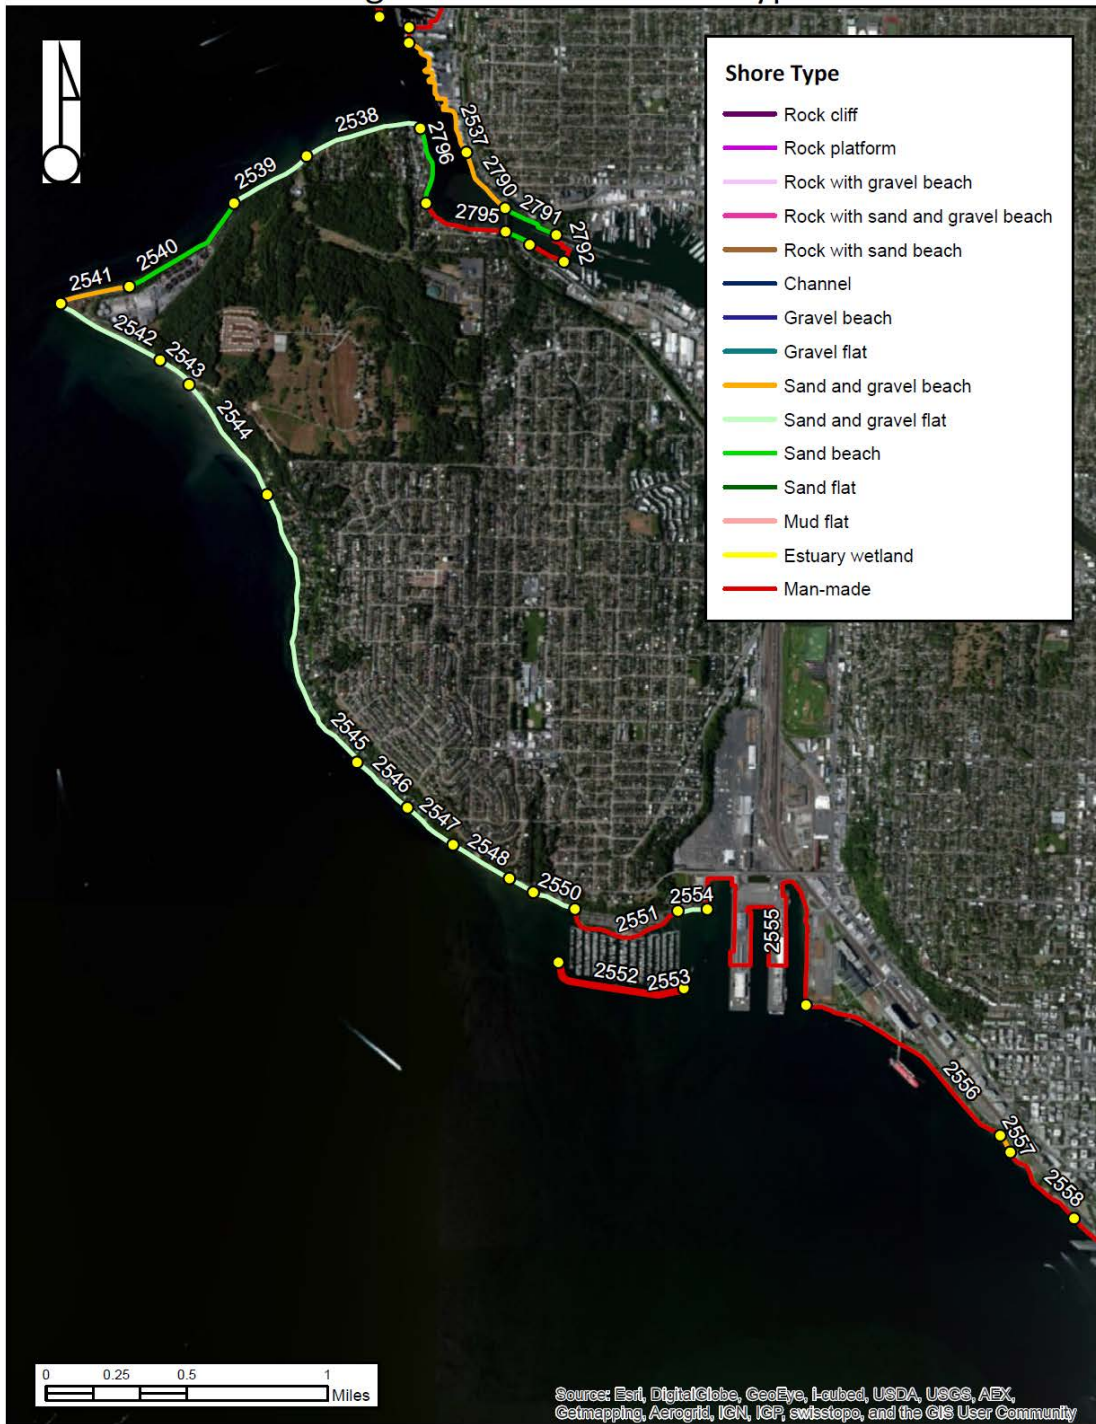 Shore Type
Rock cliff
Rock platform
Rock with gravel beach
Rock with sand and gravel beach
Rock with sand beach
Channel
Gravel beach
Gravel flat
Sand and gravel beach
Sand and gravel flat
Sand beach
Sand flat
Mud flat
Estuary wetland
Man-made
2538
2796
2537
2790
2539
2795
2791
2792
2540
2541
2542
2543
2544
2545
2546
2547
2548
2550
2551
2554
2555
2552
2553
2556
2557
2558
0 0.25 0.5 1
Miles
Source: Esri, DigitalGlobe, GeoEye, i-cubed, USDA, USGS, AEX,
Getmapping, Aerogrid, IGN, IGP, swisstopo, and the GIS User Community